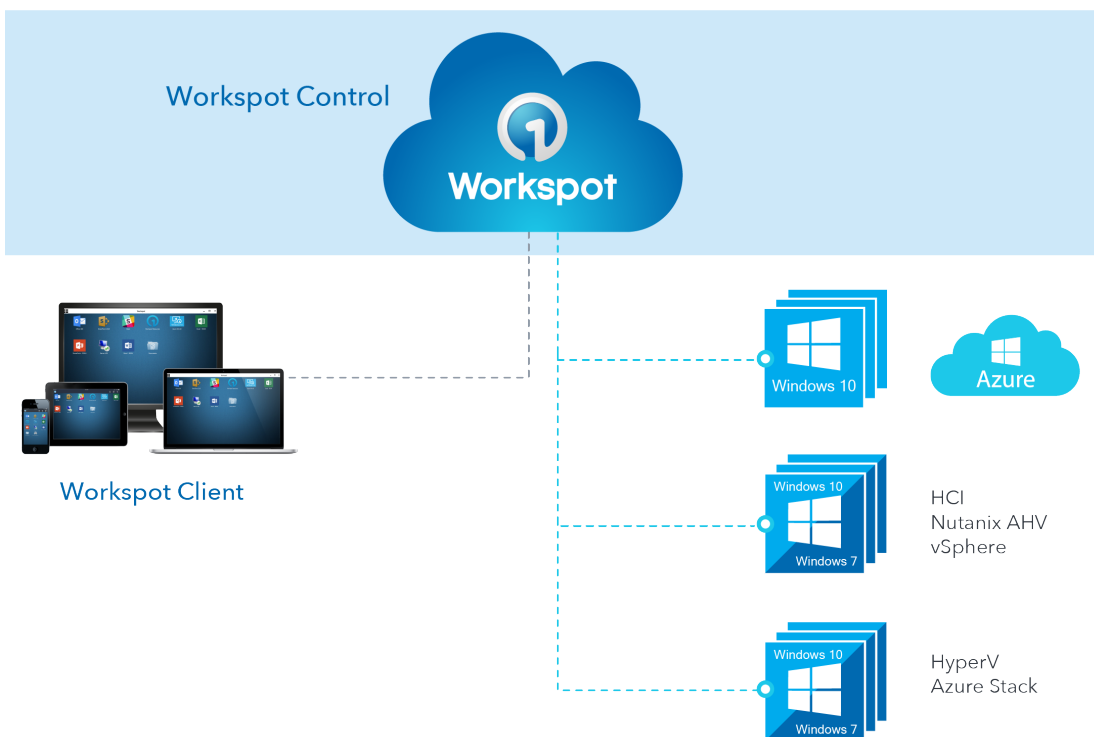 Workspot Control
Workspot
Workspot Client
Windows 10
Azure
Windows 10
Windows 7
HCI
Nutanix AHV
vSphere
Windows 10
Windows 7
HyperV
Azure Stack